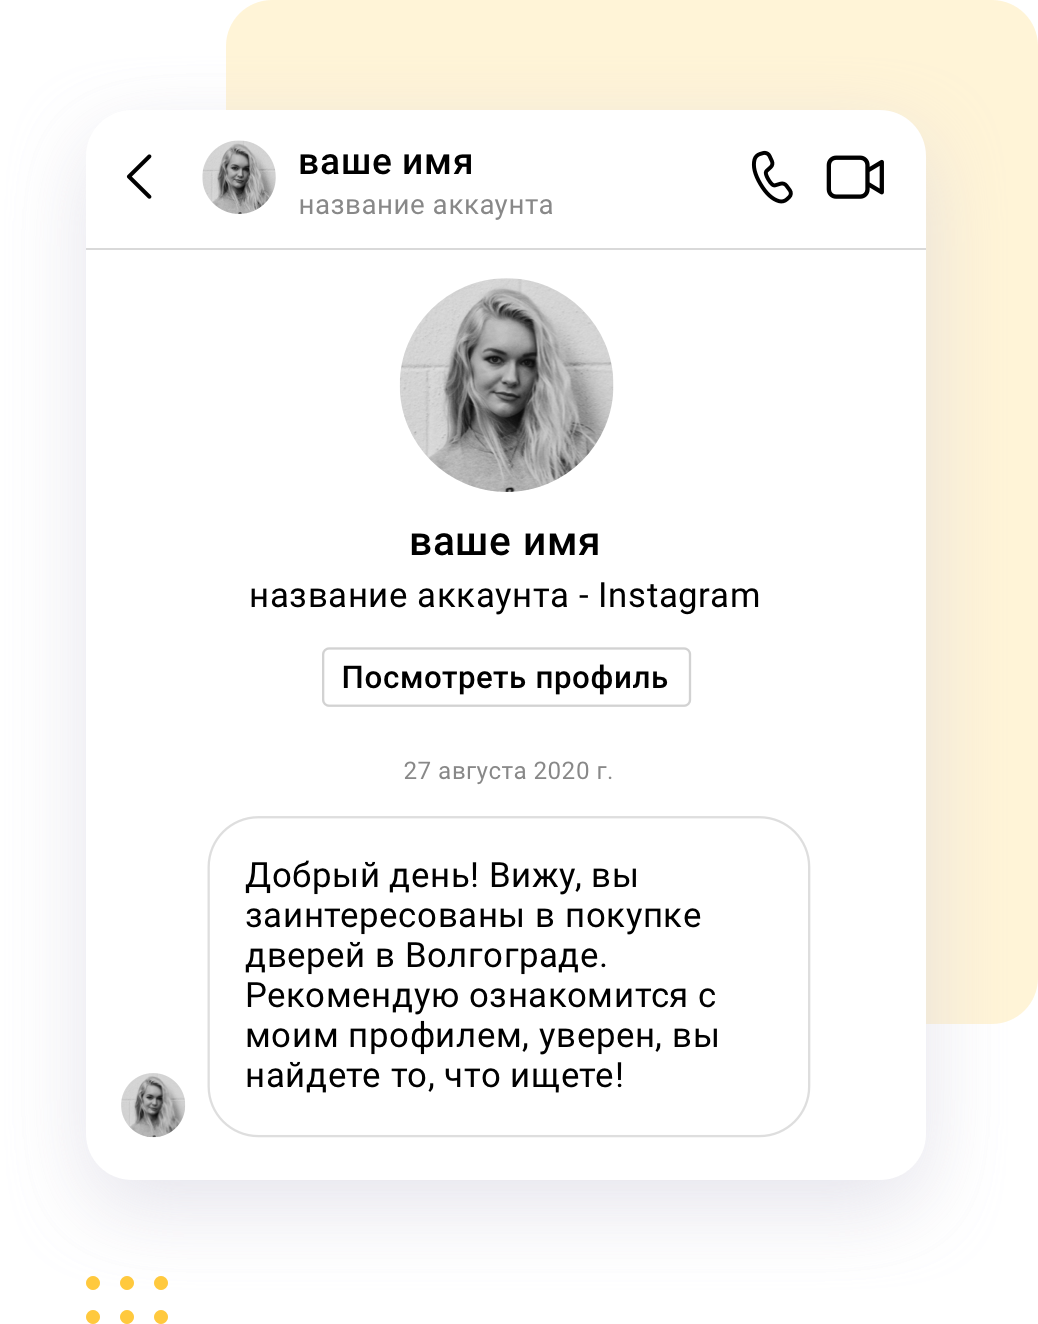 ваше имя
название аккаунта
ваше имя
название аккаунта - Instagram
Посмотреть профиль
27 августа 2020 г.
Добрый день! Вижу, вы
заинтересованы в покупке
дверей в Волгограде.
Рекомендую ознакомится с
моим профилем, уверен, вы
найдете то, что ищете!